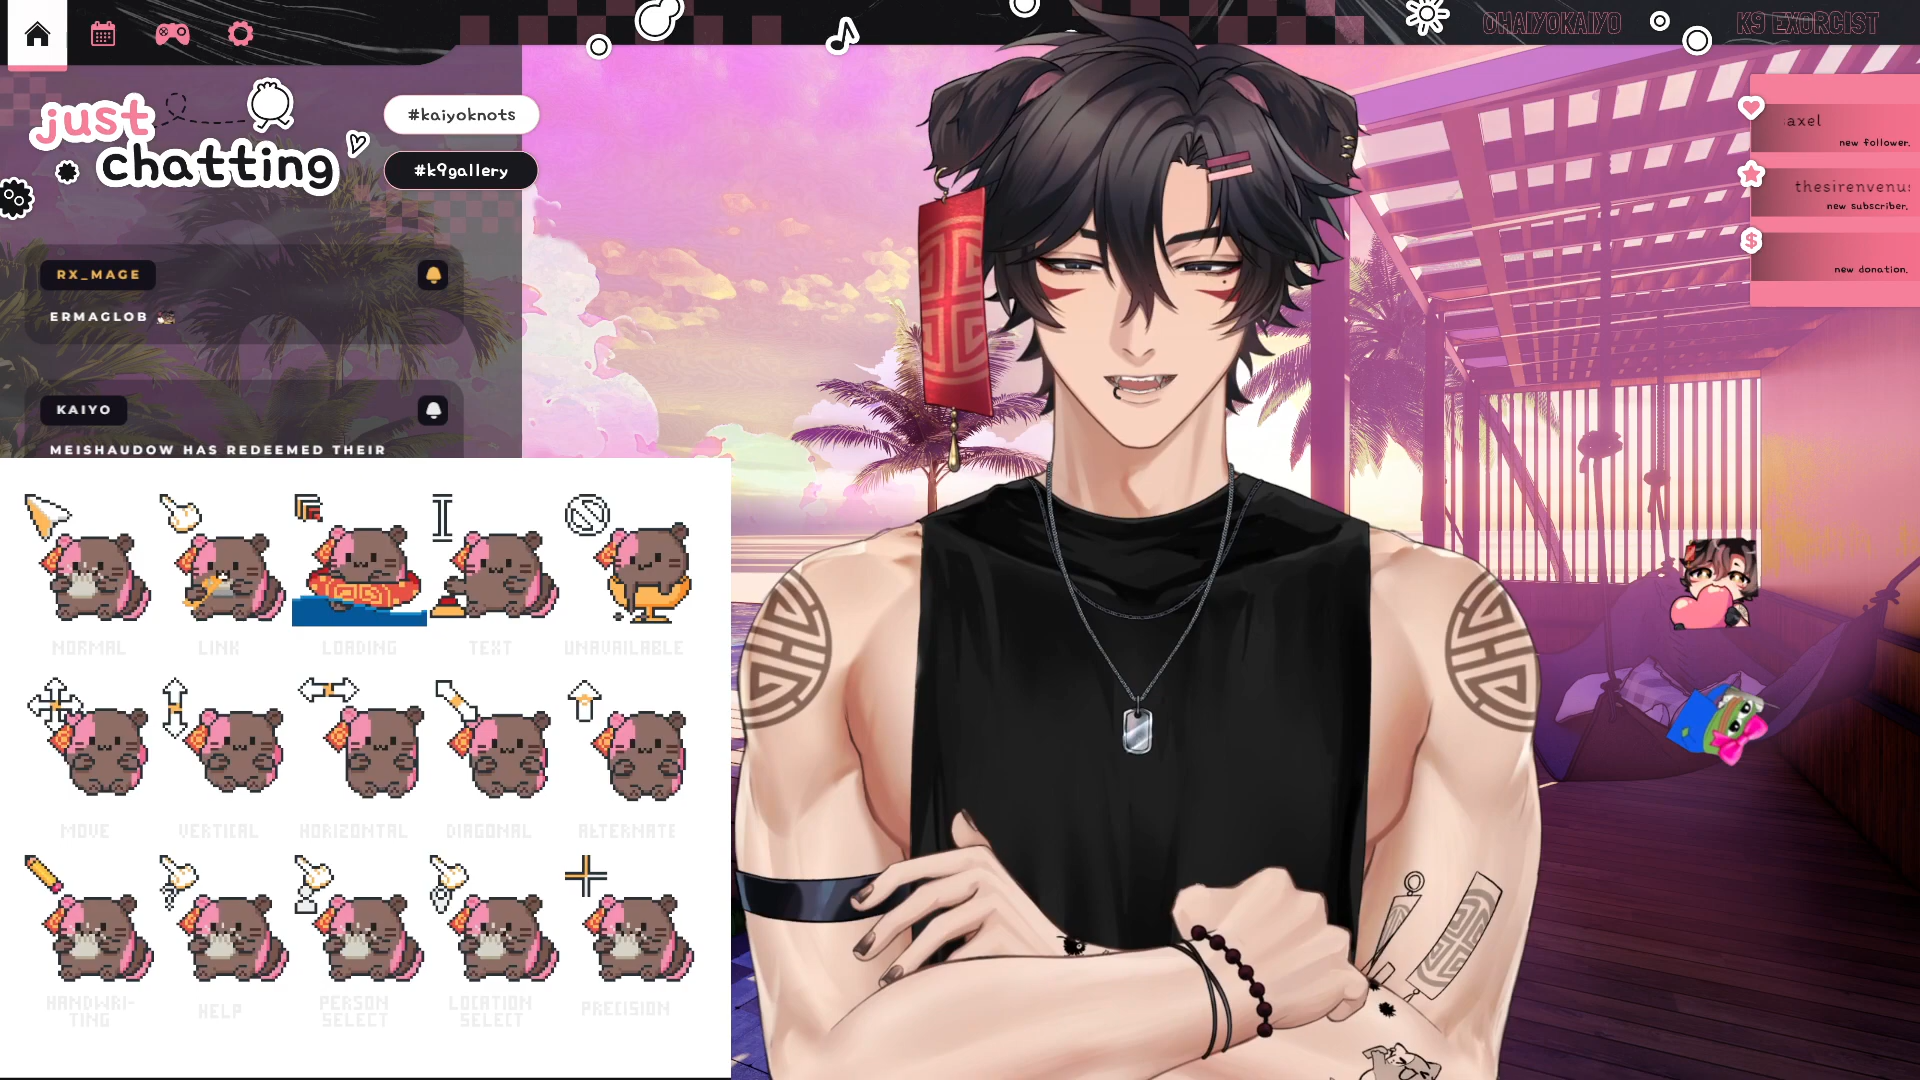 OHAIYOKAIYO
K9 EXORCIST
just
chatting
#kaiyoknots
#k9gallery
axel
new follower.
thesirenvenu
new subscriber.
new donation.
RX_MAGE
ERMAGLOB
KAIYO
MEISHAUDOW HAS REDEEMED THEIR
NORMAL
LINK
LOADING
TEXT
UNAVAILABLE
MOVE
VERTICAL
HORIZONTAL
DIAGONAL
ALTERNATE
HANDWRI-
TING
HELP
PERSON
SELECT
LOCATION
SELECT
PRECISION